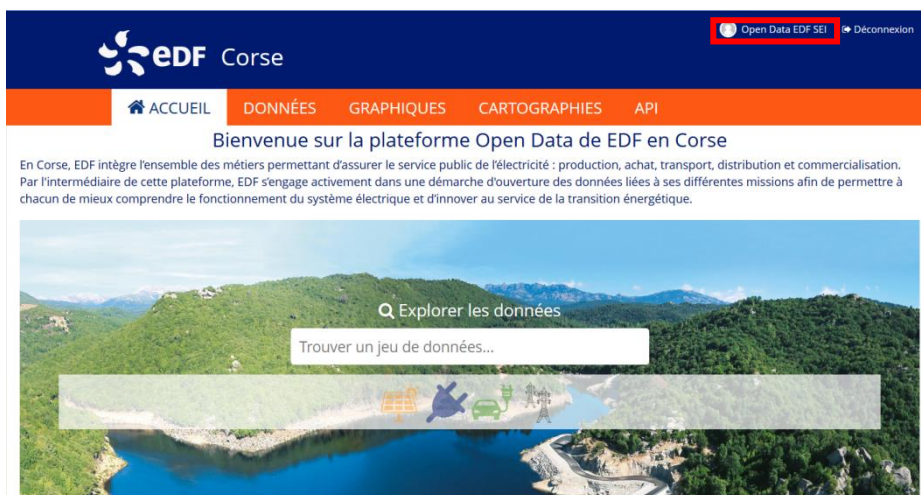 Open Data EDF SEI Déconnexion
eDF Corse
ACCUEIL DONNÉES GRAPHIQUES CARTOGRAPHIES API
Bienvenue sur la plateforme Open Data de EDF en Corse
En Corse, EDF intègre l'ensemble des métiers permettant d'assurer le service public de l'électricité : production, achat, transport, distribution et commercialisation.
Par l'intermédiaire de cette plateforme, EDF s'engage activement dans une démarche d'ouverture des données liées à ses différentes missions afin de permettre à
chacun de mieux comprendre le fonctionnement du système électrique et d'innover au service de la transition énergétique.
Explorer les données
Trouver un jeu de données...